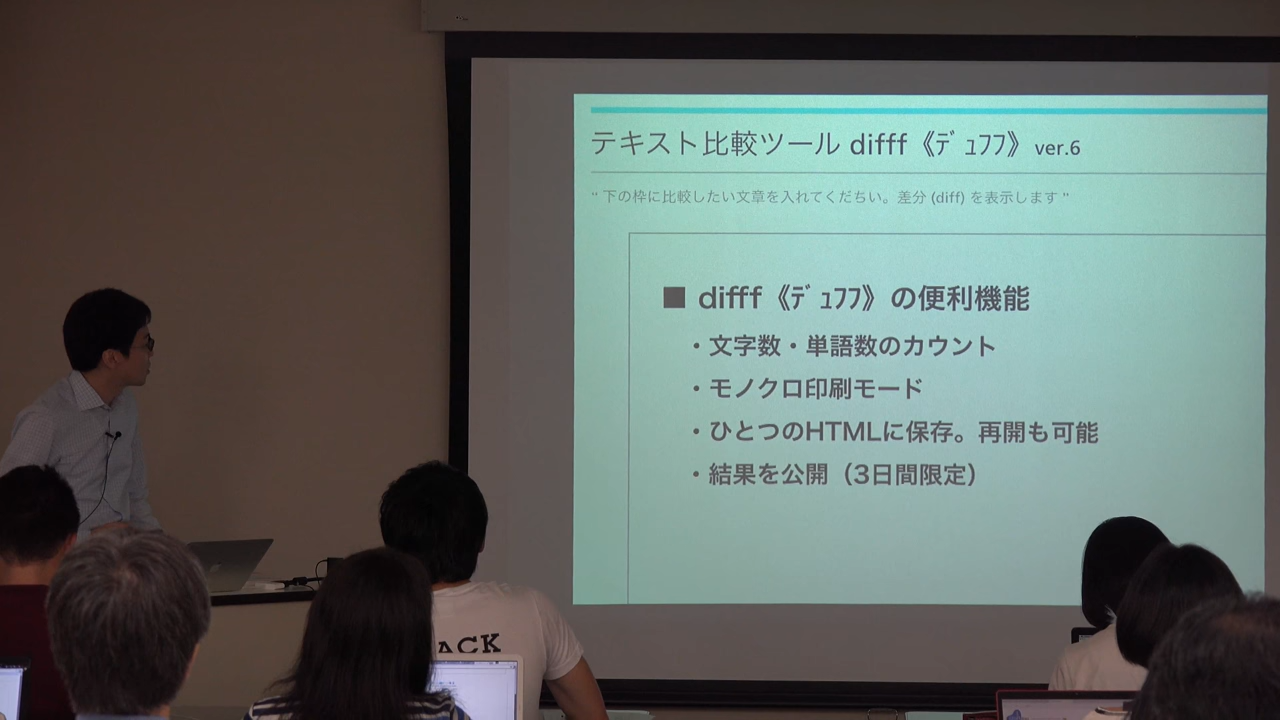 テキスト比較ツール difff《ﾃﾞｭﾌﾌ》ver.6
“ 下の枠に比較したい文章を入れてくだちい。差分 (diff) を表示します ”
■ difff《ﾃﾞｭﾌﾌ》の便利機能
・文字数・単語数のカウント
・モノクロ印刷モード
・ひとつのHTMLに保存。再開も可能
・結果を公開（3日間限定）
ACK